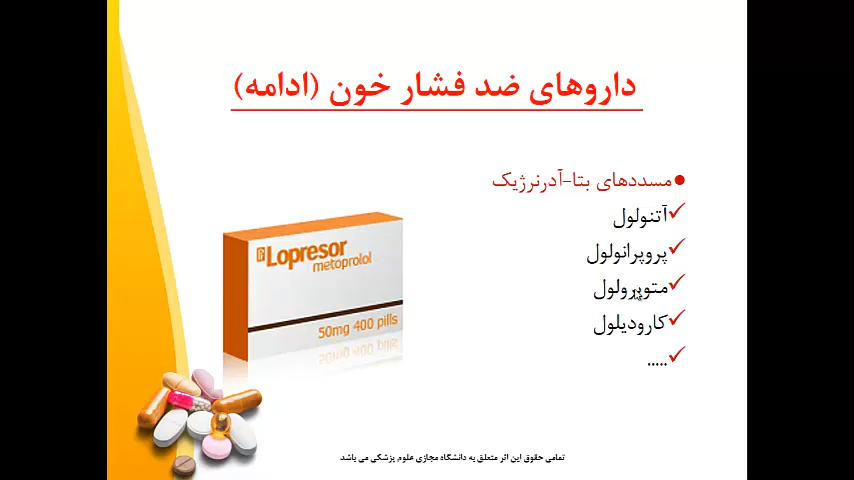 داروهای ضد فشار خون (ادامه)
مسددهای بتا-آدرنرژیک
آتنولول
پروپرانولول
متوپرولول
کارودیلول
.....
Lopresor
metoprolol
50mg 400 pills
تمامی حقوق این اثر متعلق به دانشگاه مجازی علوم پزشکی می باشد